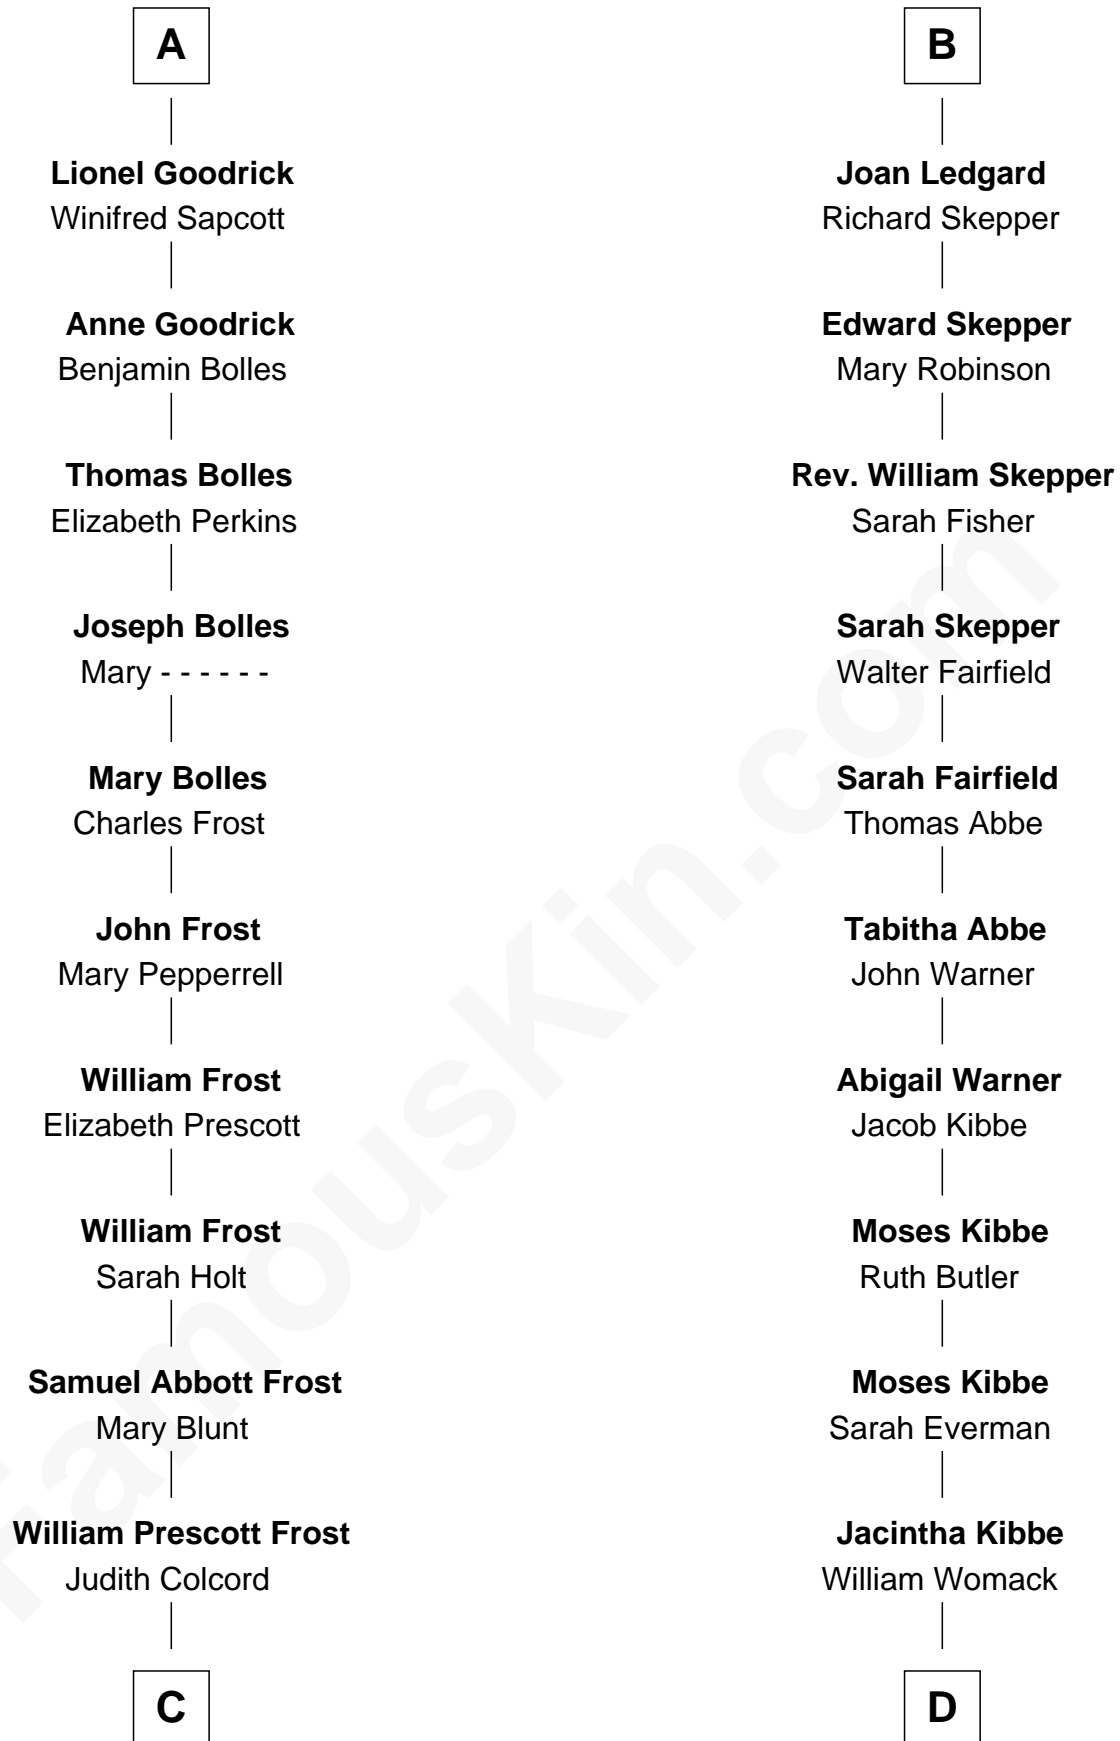 A
Lionel Goodrick
Winifred Sapcott
Anne Goodrick
Benjamin Bolles
Thomas Bolles
Elizabeth Perkins
Joseph Bolles
Mary - - - - - -
Mary Bolles
Charles Frost
John Frost
Mary Pepperrell
William Frost
Elizabeth Prescott
William Frost
Sarah Holt
Samuel Abbott Frost
Mary Blunt
William Prescott Frost
Judith Colcord
C
B
Joan Ledgard
Richard Skepper
Edward Skepper
Mary Robinson
Rev. William Skepper
Sarah Fisher
Sarah Skepper
Walter Fairfield
Sarah Fairfield
Thomas Abbe
Tabitha Abbe
John Warner
Abigail Warner
Jacob Kibbe
Moses Kibbe
Ruth Butler
Moses Kibbe
Sarah Everman
Jacintha Kibbe
William Womack
D
FamousKin.com